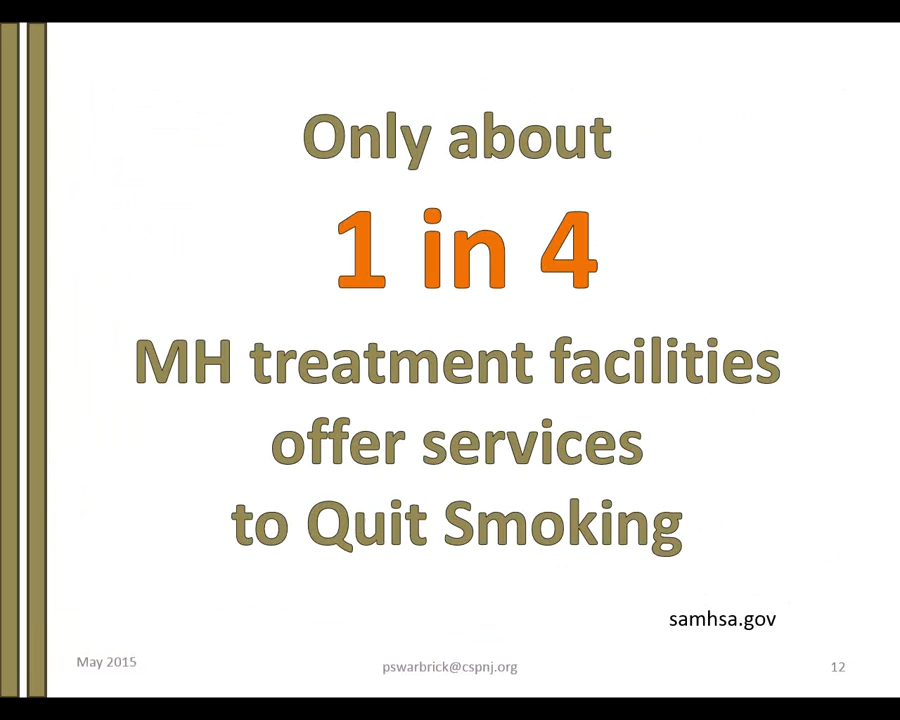 Only about
1 in 4
MH treatment facilities
offer services
to Quit Smoking
samhsa.gov
May 2015
pswarbrick@cspnj.org
12